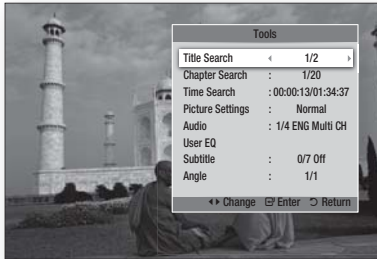 Tools
Title Search 1/2
Chapter Search : 1/20
Time Search : 00:00:13/01:34:37
Picture Settings : Normal
Audio : 1/4 ENG Multi CH
User EQ
Subtitle : 0/7 Off
Angle : 1/1
Change Enter Return